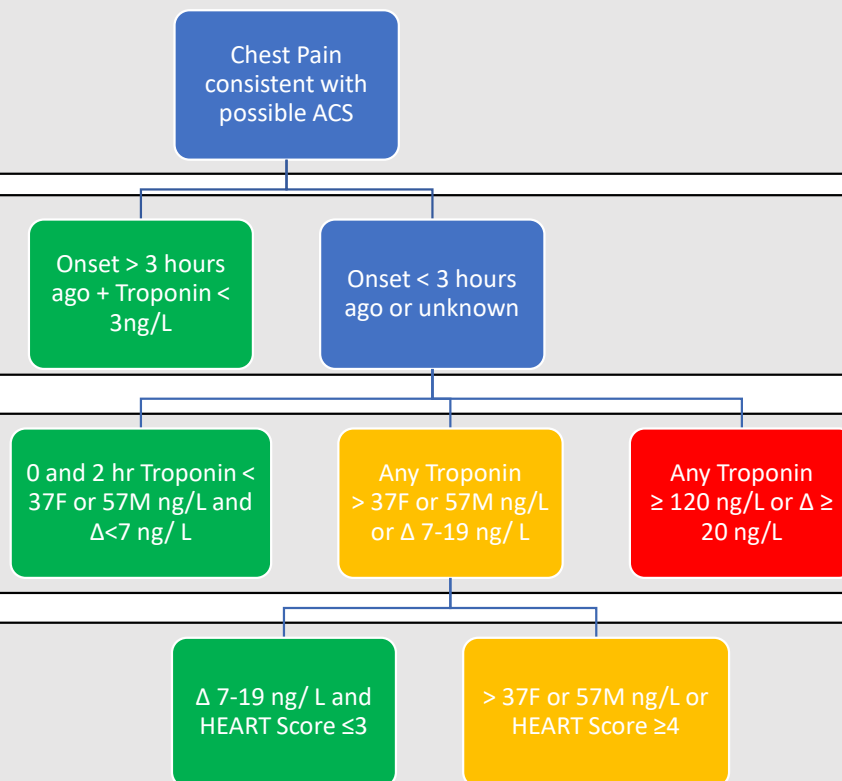 Chest Pain
consistent with
possible ACS
Onset > 3 hours
ago + Troponin <
3ng/L
Onset < 3 hours
ago or unknown
0 and 2 hr Troponin <
37F or 57M ng/L and
Δ<7 ng/ L
Any Troponin
> 37F or 57M ng/L
or Δ 7-19 ng/ L
Any Troponin
≥ 120 ng/L or Δ ≥
20 ng/L
Δ 7-19 ng/ L and
HEART Score ≤3
> 37F or 57M ng/L or
HEART Score ≥4